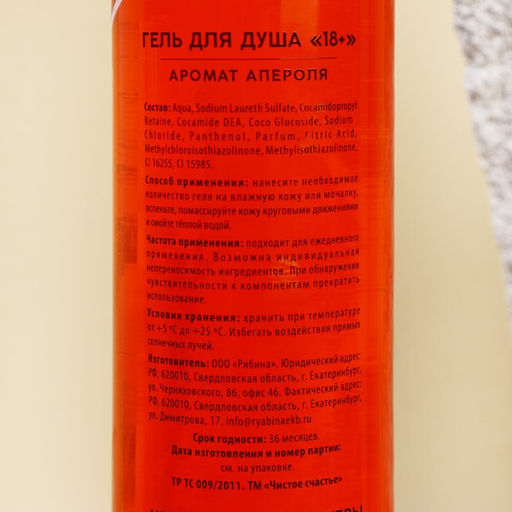 ГЕЛЬ ДЛЯ ДУША «18+»
АРОМАТ АПЕРОЛЯ
Состав: Aqua, Sodium Laureth Sulfate, Cocamidopropyl
Betaine, Cocamide DEA, Coco Glucoside, Sodium
Chloride, Panthenol, Parfum, Citric Acid,
Methylchloroisothiazolinone, Methylisothiazolinone,
CI 16255, CI 15985.
Способ применения: нанесите необходимое
количество геля на влажную кожу или мочалку,
вспеньте, помассируйте кожу круговыми движениями
и смойте тёплой водой.
Частота применения: подходит для ежедневного
применения. Возможна индивидуальная
непереносимость ингредиентов. При обнаружении
чувствительности к компонентам прекратить
использование.
Условия хранения: хранить при температуре
от +5 ºС до +25 ºС. Избегать воздействия прямых
солнечных лучей.
Изготовитель: ООО «Рябина». Юридический адрес:
РФ, 620010, Свердловская область, г. Екатеринбург,
ул. Черняховского, 86, офис 46. Фактический адрес:
РФ, 620010, Свердловская область, г. Екатеринбург,
ул. Димитрова, 17. info@ryabinaekb.ru
Срок годности: 36 месяцев.
Дата изготовления и номер партии:
см. на упаковке.
ТР ТС 009/2011. ТМ «Чистое счастье»